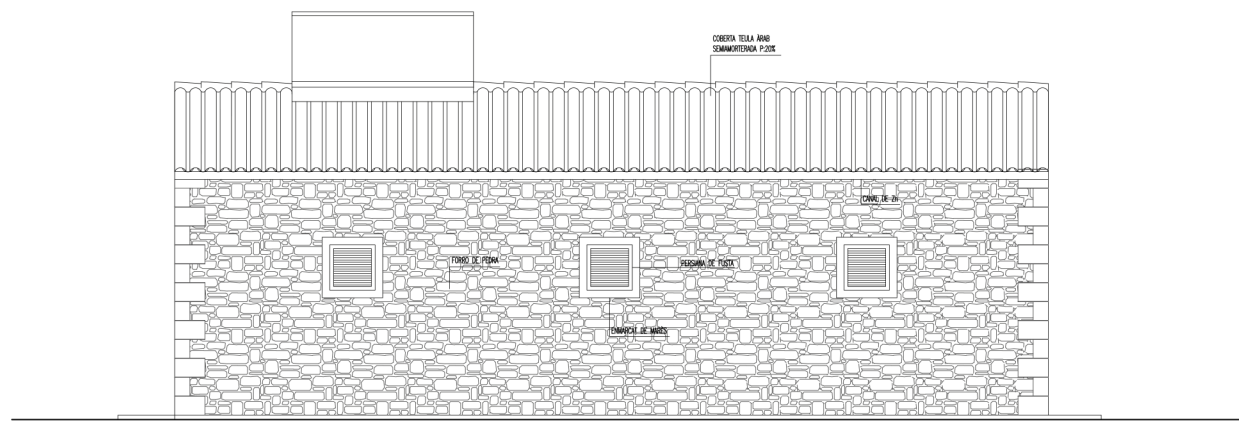 COBERTA TEULA ÀRAB
SEMIAMORTERADA P:20%
CANAL DE Zn
FORRO DE PEDRA
PERSIANA DE FUSTA
ENMARCAT DE MARÈS